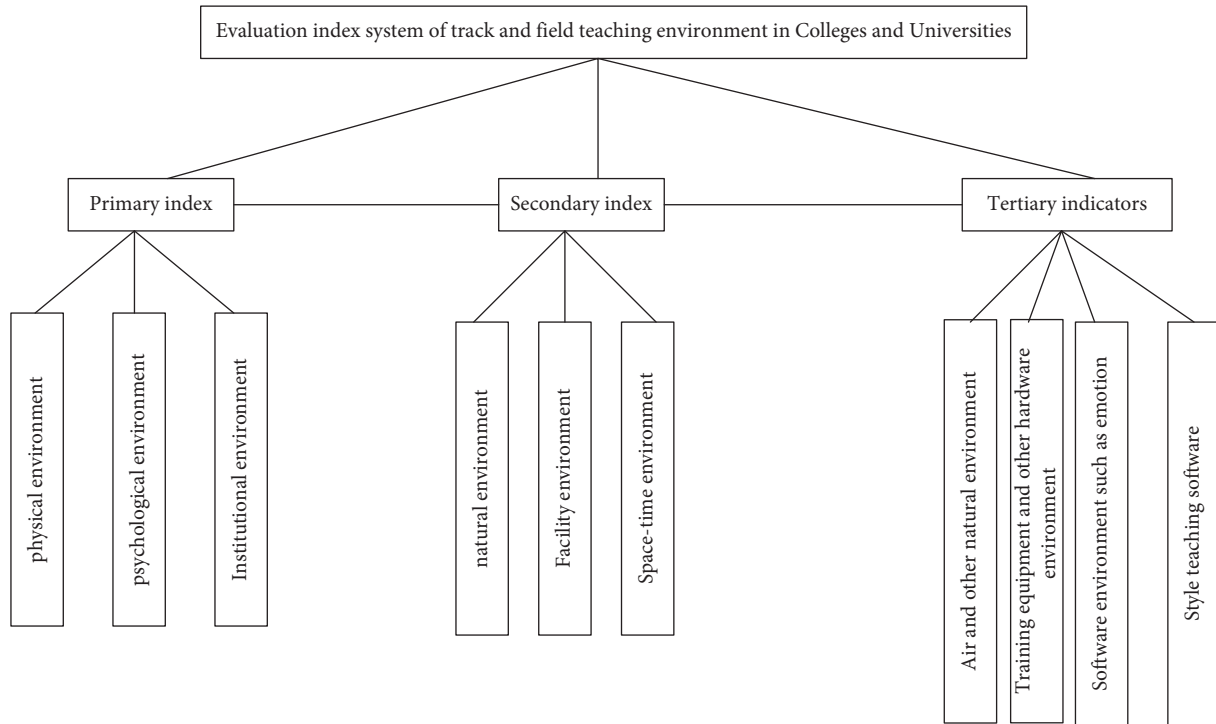 Evaluation index system of track and field teaching environment in Colleges and Universities
Primary index
Secondary index
Tertiary indicators
physical environment
psychological environment
Institutional environment
natural environment
Facility environment
Space-time environment
Air and other natural environment
Training equipment and other hardware
environment
Software environment such as emotion
Style teaching software